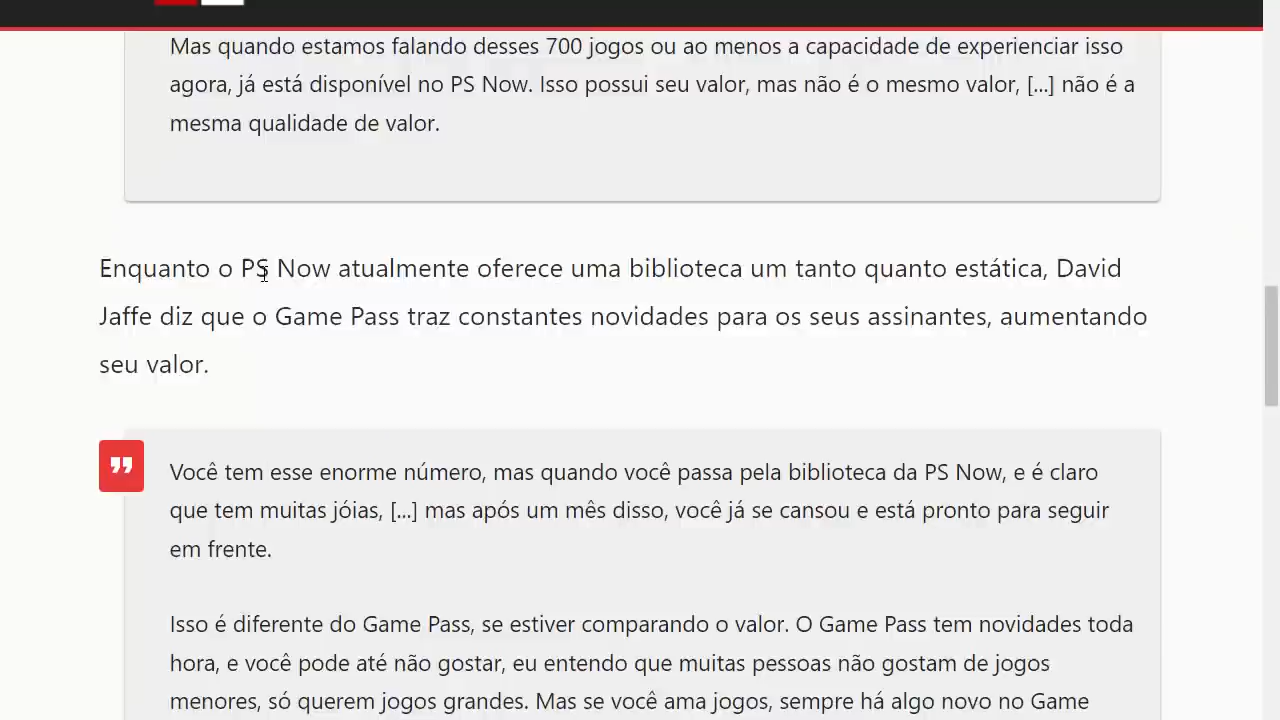 Mas quando estamos falando desses 700 jogos ou ao menos a capacidade de experienciar isso
agora, já está disponível no PS Now. Isso possui seu valor, mas não é o mesmo valor, [...] não é a
mesma qualidade de valor.
Enquanto o PS Now atualmente oferece uma biblioteca um tanto quanto estática, David
Jaffe diz que o Game Pass traz constantes novidades para os seus assinantes, aumentando
seu valor.
Você tem esse enorme número, mas quando você passa pela biblioteca da PS Now, e é claro
que tem muitas jóias, [...] mas após um mês disso, você já se cansou e está pronto para seguir
em frente.
Isso é diferente do Game Pass, se estiver comparando o valor. O Game Pass tem novidades toda
hora, e você pode até não gostar, eu entendo que muitas pessoas não gostam de jogos
menores, só querem jogos grandes. Mas se você ama jogos, sempre há algo novo no Game